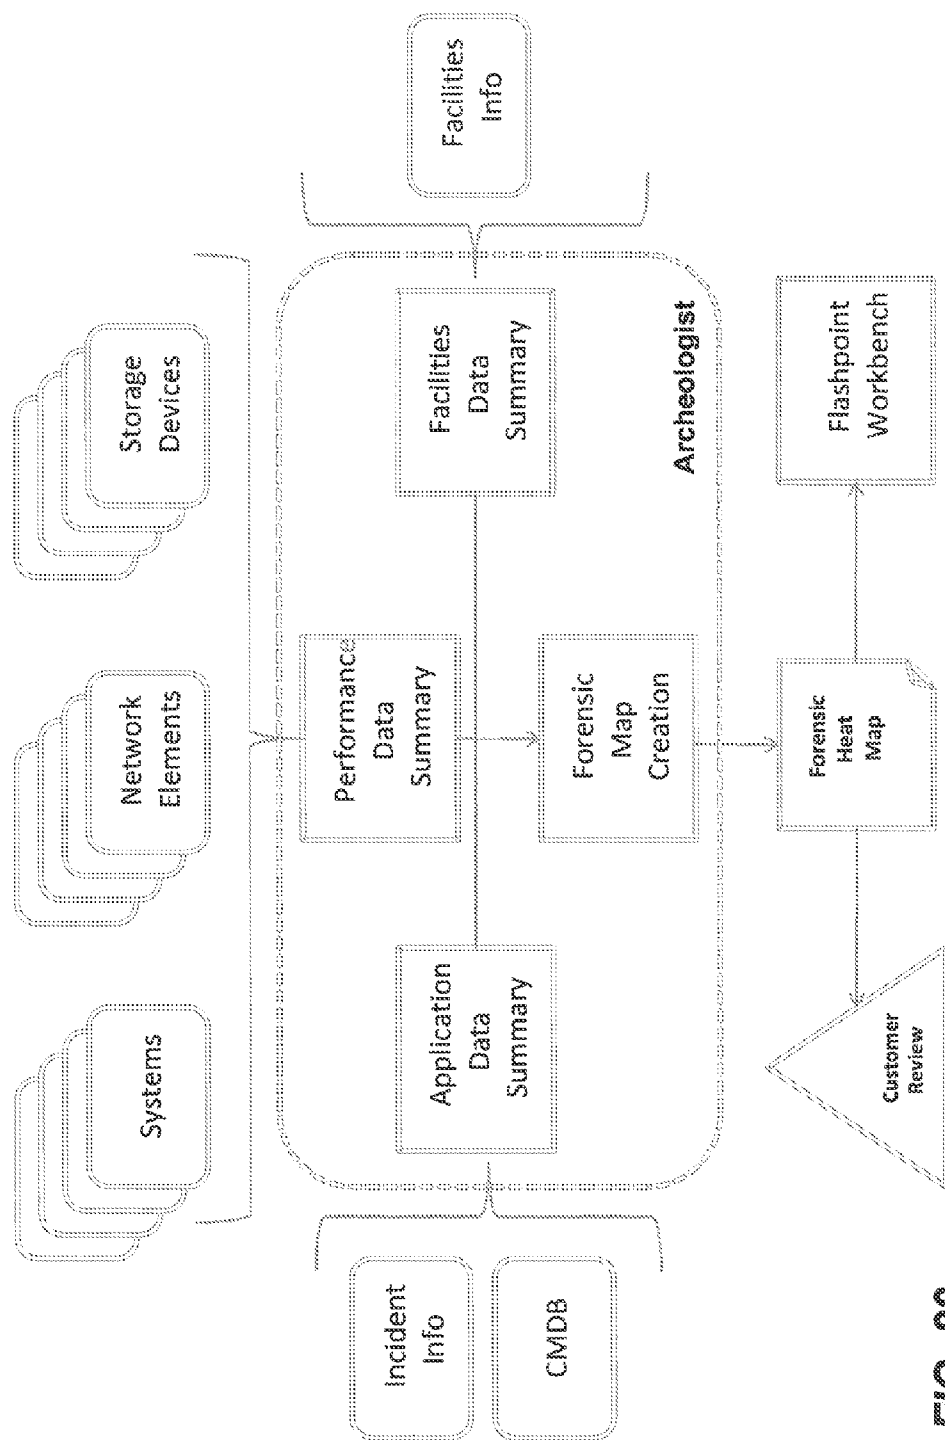 Systems
Network
Elements
Storage
Devices
Incident
Info
CMDB
Application
Data
Summary
Performance
Data
Summary
Facilities
Data
Summary
Facilities
Info
Forensic
Map
Creation
Archeologist
Customer
Review
Forensic
Heat
Map
Flashpoint
Workbench
FIG.